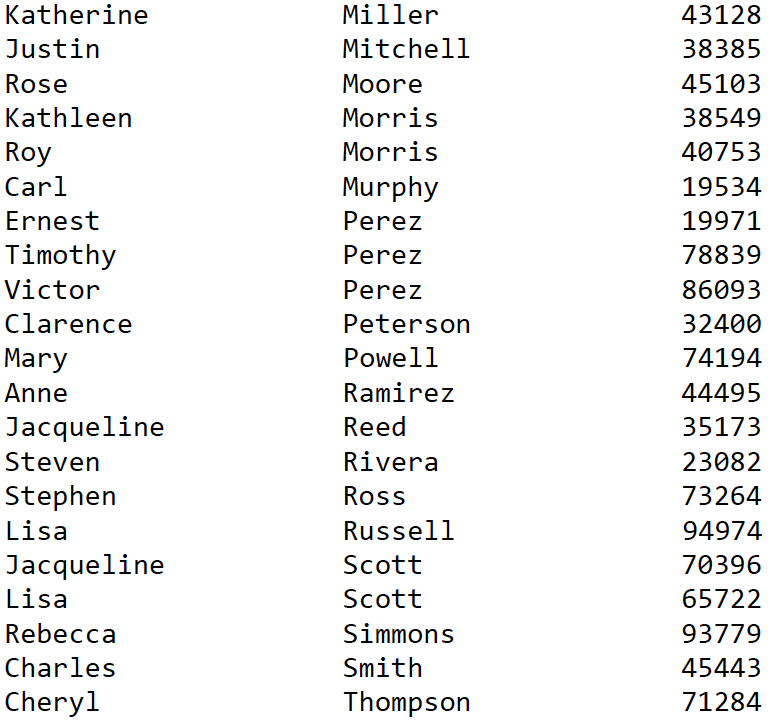 Katherine Miller 43128
Justin Mitchell 38385
Rose Moore 45103
Kathleen Morris 38549
Roy Morris 40753
Carl Murphy 19534
Ernest Perez 19971
Timothy Perez 78839
Victor Perez 86093
Clarence Peterson 32400
Mary Powell 74194
Anne Ramirez 44495
Jacqueline Reed 35173
Steven Rivera 23082
Stephen Ross 73264
Lisa Russell 94974
Jacqueline Scott 70396
Lisa Scott 65722
Rebecca Simmons 93779
Charles Smith 45443
Cheryl Thompson 71284